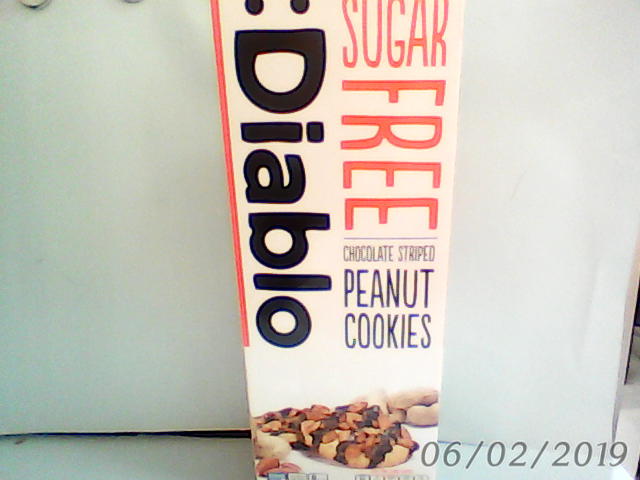 :Diablo
SUGAR
FREE
CHOCOLATE STRIPED
PEANUT
COOKIES
06/02/2019